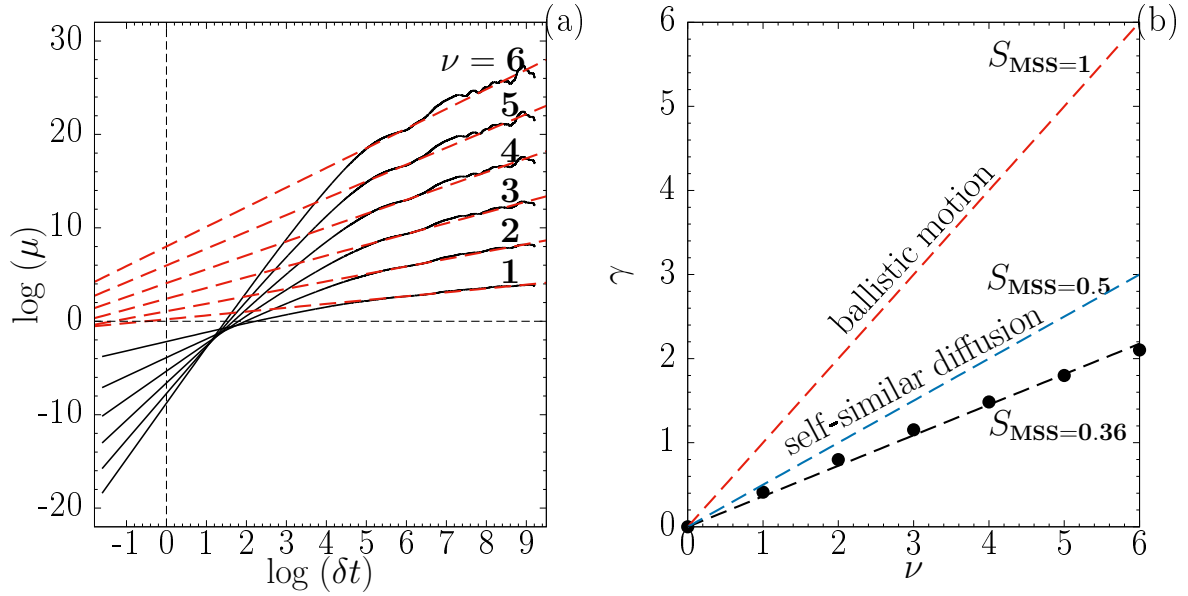 (a)
30
20
10
0
-10
-20
log (μ)
ν = 6
5
4
3
2
1
-1 0 1 2 3 4 5 6 7 8 9
log (δt)
(b)
6
5
4
3
2
1
0
γ
S_MSS=1
ballistic motion
S_MSS=0.5
self-similar diffusion
S_MSS=0.36
0 1 2 3 4 5 6
ν